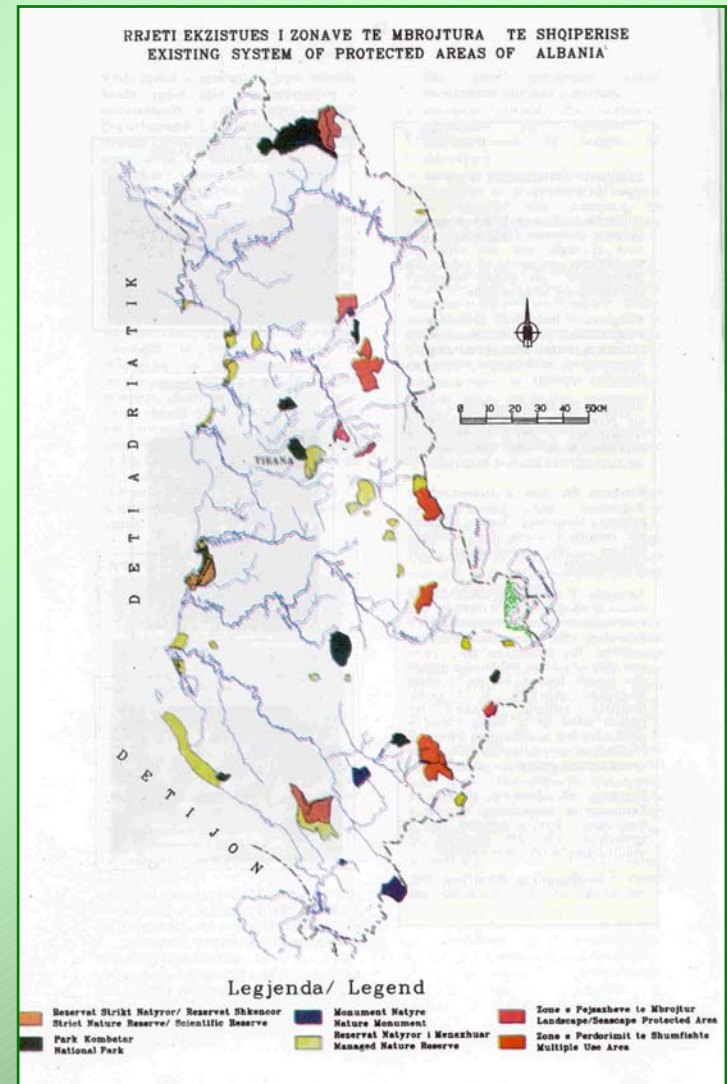 RRJETI EKZISTUES I ZONAVE TE MBROJTURA TE SHQIPERISE
EXISTING SYSTEM OF PROTECTED AREAS OF ALBANIA
DETI ADRIATIK
0 10 20 30 40 50KM
TIRANA
DETI JON
Legjenda/ Legend
Rezervat Strikt Natyror/ Rezervat Shkencor
Strict Nature Reserve/ Scientific Reserve
Park Kombetar
National Park
Monument Natyre
Nature Monument
Rezervat Natyror i Menaxhuar
Managed Nature Reserve
Zone e Pejsazheve te Mbrojtur
Landscape/Seascape Protected Area
Zone e Perdorimit te Shumfishte
Multiple Use Area